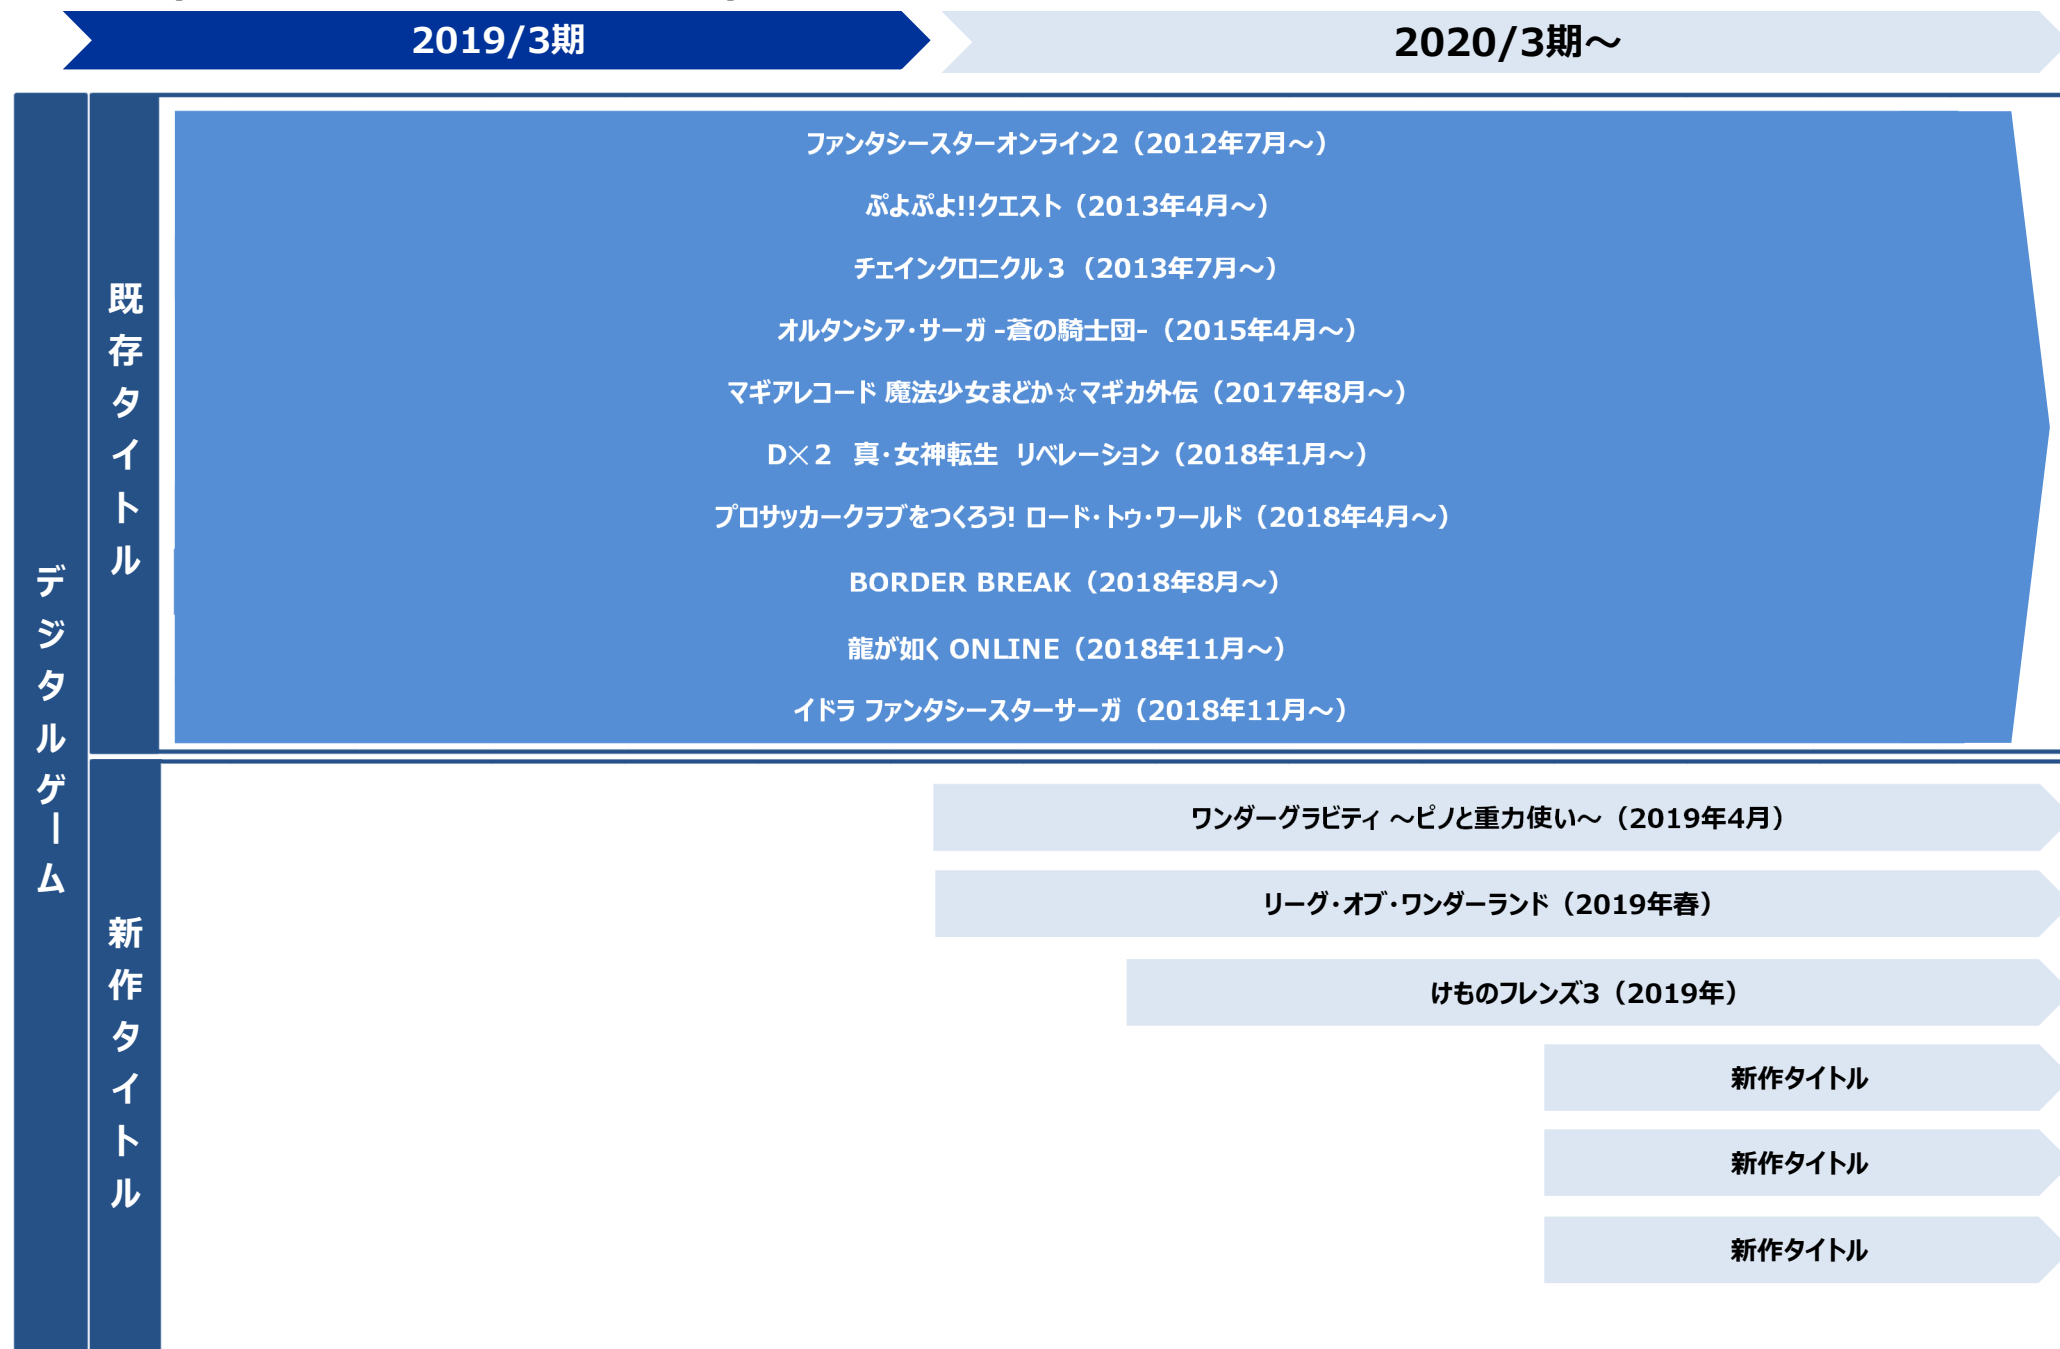 2019/3期
2020/3期～
デジタルゲーム
既存タイトル
ファンタシースターオンライン2（2012年7月～）
ぷよぷよ!!クエスト（2013年4月～）
チェインクロニクル３（2013年7月～）
オルタンシア・サーガ -蒼の騎士団-（2015年4月～）
マギアレコード 魔法少女まどか☆マギカ外伝（2017年8月～）
D×２　真・女神転生　リベレーション（2018年1月～）
プロサッカークラブをつくろう! ロード・トゥ・ワールド（2018年4月～）
BORDER BREAK（2018年8月～）
龍が如く ONLINE（2018年11月～）
イドラ ファンタシースターサーガ（2018年11月～）
新作タイトル
ワンダーグラビティ ～ピノと重力使い～（2019年4月）
リーグ・オブ・ワンダーランド（2019年春）
けものフレンズ3（2019年）
新作タイトル
新作タイトル
新作タイトル